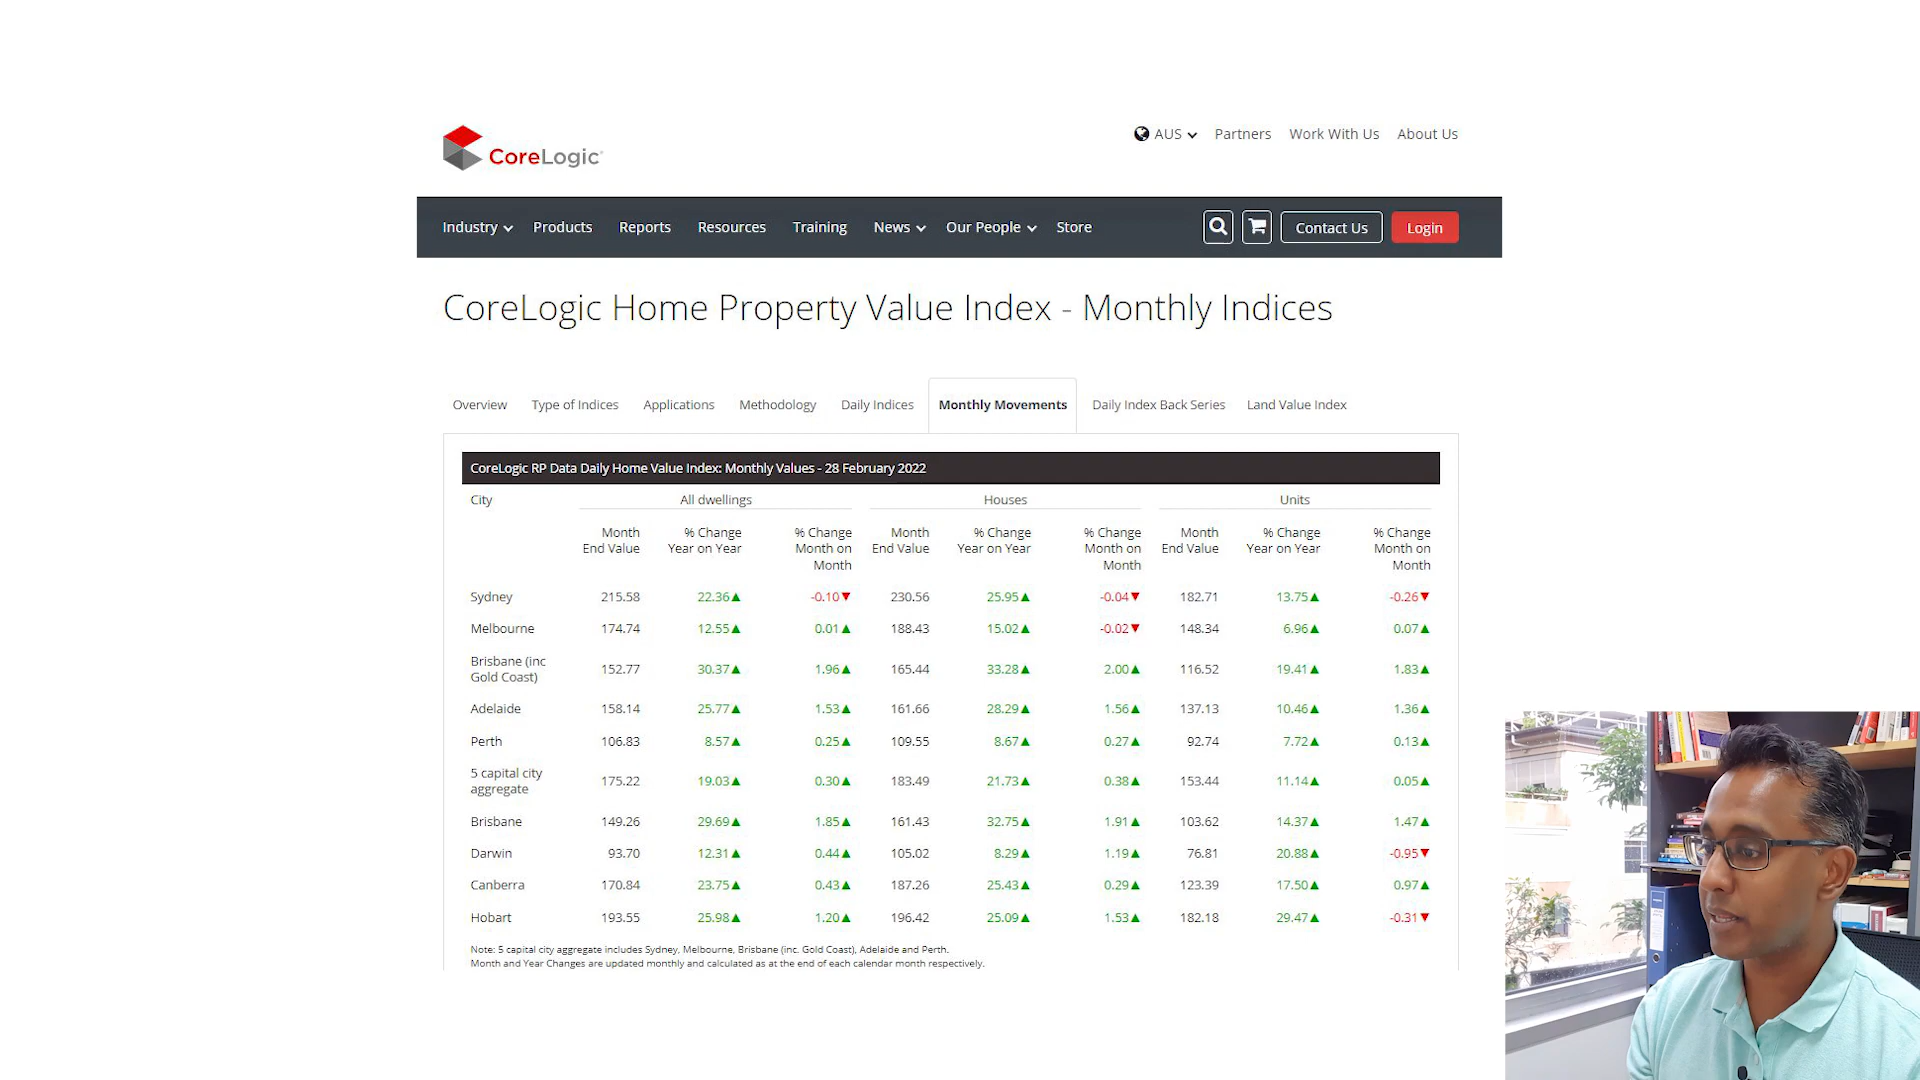 CoreLogic
AUS Partners Work With Us About Us
Industry Products Reports Resources Training News Our People Store Contact Us Login
CoreLogic Home Property Value Index - Monthly Indices
Overview Type of Indices Applications Methodology Daily Indices Monthly Movements Daily Index Back Series Land Value Index
CoreLogic RP Data Daily Home Value Index: Monthly Values - 28 February 2022
City All dwellings Houses Units
Month % Change % Change Month % Change % Change Month % Change % Change
End Value Year on Year Month on End Value Year on Year Month on End Value Year on Year Month on
Month Month Month
Sydney 215.58 22.36▲ -0.10▼ 230.56 25.95▲ -0.04▼ 182.71 13.75▲ -0.26▼
Melbourne 174.74 12.55▲ 0.01▲ 188.43 15.02▲ -0.02▼ 148.34 6.96▲ 0.07▲
Brisbane (inc
Gold Coast) 152.77 30.37▲ 1.96▲ 165.44 33.28▲ 2.00▲ 116.52 19.41▲ 1.83▲
Adelaide 158.14 25.77▲ 1.53▲ 161.66 28.29▲ 1.56▲ 137.13 10.46▲ 1.36▲
Perth 106.83 8.57▲ 0.25▲ 109.55 8.67▲ 0.27▲ 92.74 7.72▲ 0.13▲
5 capital city
aggregate 175.22 19.03▲ 0.30▲ 183.49 21.73▲ 0.38▲ 153.44 11.14▲ 0.05▲
Brisbane 149.26 29.69▲ 1.85▲ 161.43 32.75▲ 1.91▲ 103.62 14.37▲ 1.47▲
Darwin 93.70 12.31▲ 0.44▲ 105.02 8.29▲ 1.19▲ 76.81 20.88▲ -0.95▼
Canberra 170.84 23.75▲ 0.43▲ 187.26 25.43▲ 0.29▲ 123.39 17.50▲ 0.97▲
Hobart 193.55 25.98▲ 1.20▲ 196.42 25.09▲ 1.53▲ 182.18 29.47▲ -0.31▼
Note: 5 capital city aggregate includes Sydney, Melbourne, Brisbane (inc. Gold Coast), Adelaide and Perth.
Month and Year Changes are updated monthly and calculated as at the end of each calendar month respectively.